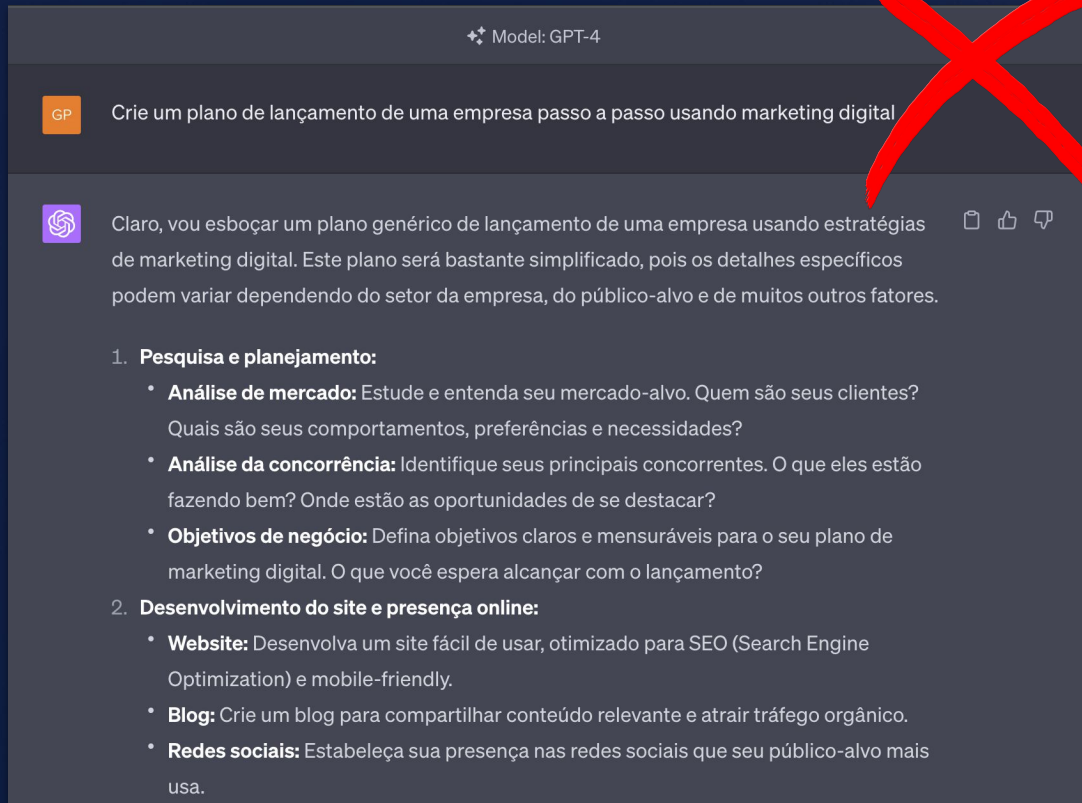 Model: GPT-4
GP
Crie um plano de lançamento de uma empresa passo a passo usando marketing digital
Claro, vou esboçar um plano genérico de lançamento de uma empresa usando estratégias
de marketing digital. Este plano será bastante simplificado, pois os detalhes específicos
podem variar dependendo do setor da empresa, do público-alvo e de muitos outros fatores.
1. Pesquisa e planejamento:
• Análise de mercado: Estude e entenda seu mercado-alvo. Quem são seus clientes?
Quais são seus comportamentos, preferências e necessidades?
• Análise da concorrência: Identifique seus principais concorrentes. O que eles estão
fazendo bem? Onde estão as oportunidades de se destacar?
• Objetivos de negócio: Defina objetivos claros e mensuráveis para o seu plano de
marketing digital. O que você espera alcançar com o lançamento?
2. Desenvolvimento do site e presença online:
• Website: Desenvolva um site fácil de usar, otimizado para SEO (Search Engine
Optimization) e mobile-friendly.
• Blog: Crie um blog para compartilhar conteúdo relevante e atrair tráfego orgânico.
• Redes sociais: Estabeleça sua presença nas redes sociais que seu público-alvo mais
usa.